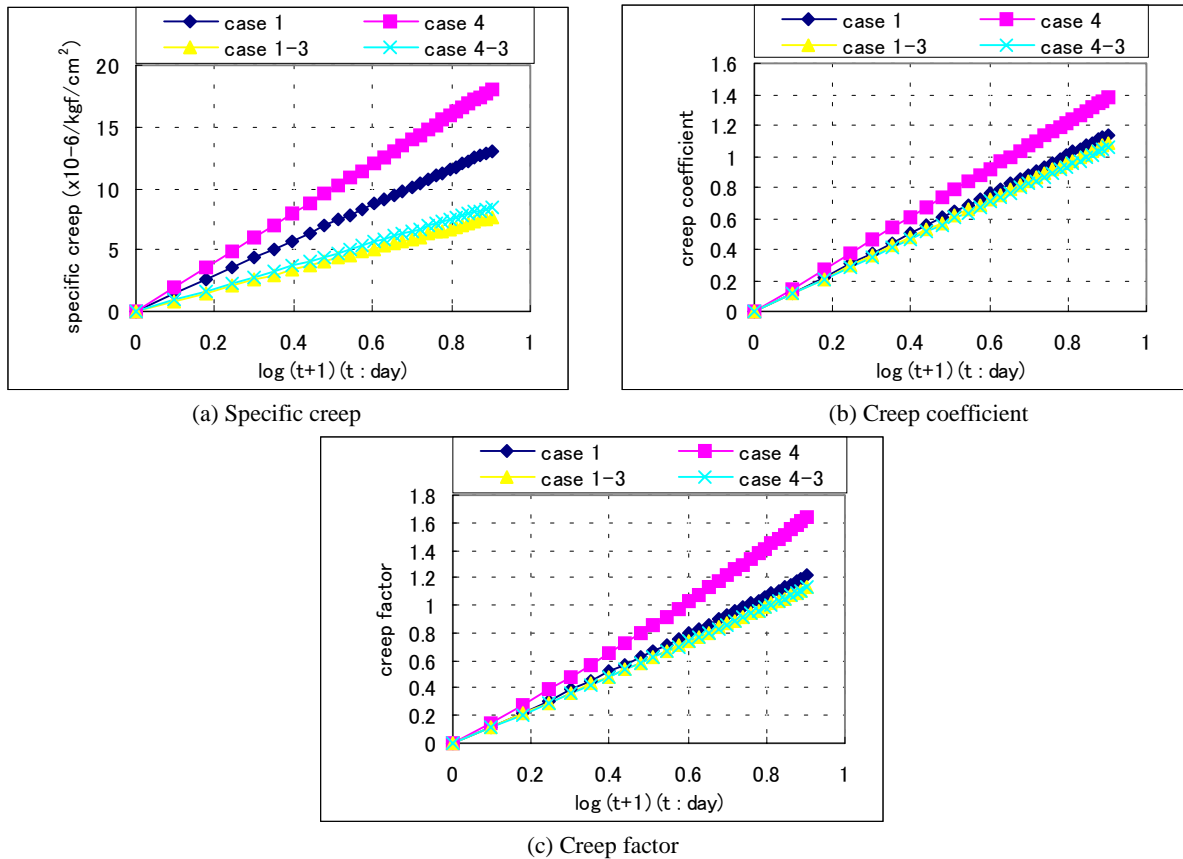 case 1
case 4
case 1-3
case 4-3
specific creep (x10-6/kgf/cm²)
20
15
10
5
0
0 0.2 0.4 0.6 0.8 1
log(t+1)(t:day)
(a) Specific creep
case 1
case 4
case 1-3
case 4-3
creep coefficient
1.6
1.4
1.2
1
0.8
0.6
0.4
0.2
0
0 0.2 0.4 0.6 0.8 1
log(t+1)(t:day)
(b) Creep coefficient
case 1
case 4
case 1-3
case 4-3
creep factor
1.8
1.6
1.4
1.2
1
0.8
0.6
0.4
0.2
0
0 0.2 0.4 0.6 0.8 1
log(t+1)(t:day)
(c) Creep factor